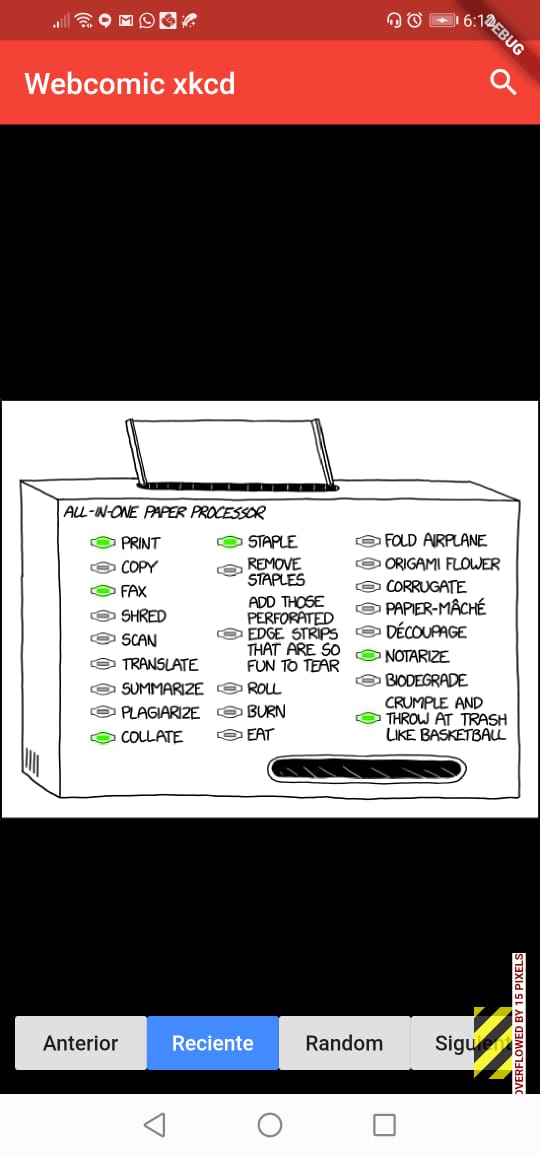 DEBUG
Webcomic xkcd
ALL-IN-ONE PAPER PROCESSOR
PRINT
COPY
FAX
SHRED
SCAN
TRANSLATE
SUMMARIZE
PLAGIARIZE
COLLATE
STAPLE
REMOVE
STAPLES
ADD THOSE
PERFORATED
EDGE STRIPS
THAT ARE SO
FUN TO TEAR
ROLL
BURN
EAT
FOLD AIRPLANE
ORIGAMI FLOWER
CORRUGATE
PAPIER-MÂCHÉ
DÉCOUPAGE
NOTARIZE
BIODEGRADE
CRUMPLE AND
THROW AT TRASH
LIKE BASKETBALL
Anterior
Reciente
Random
OVERFLOWED BY 15 PIXELS